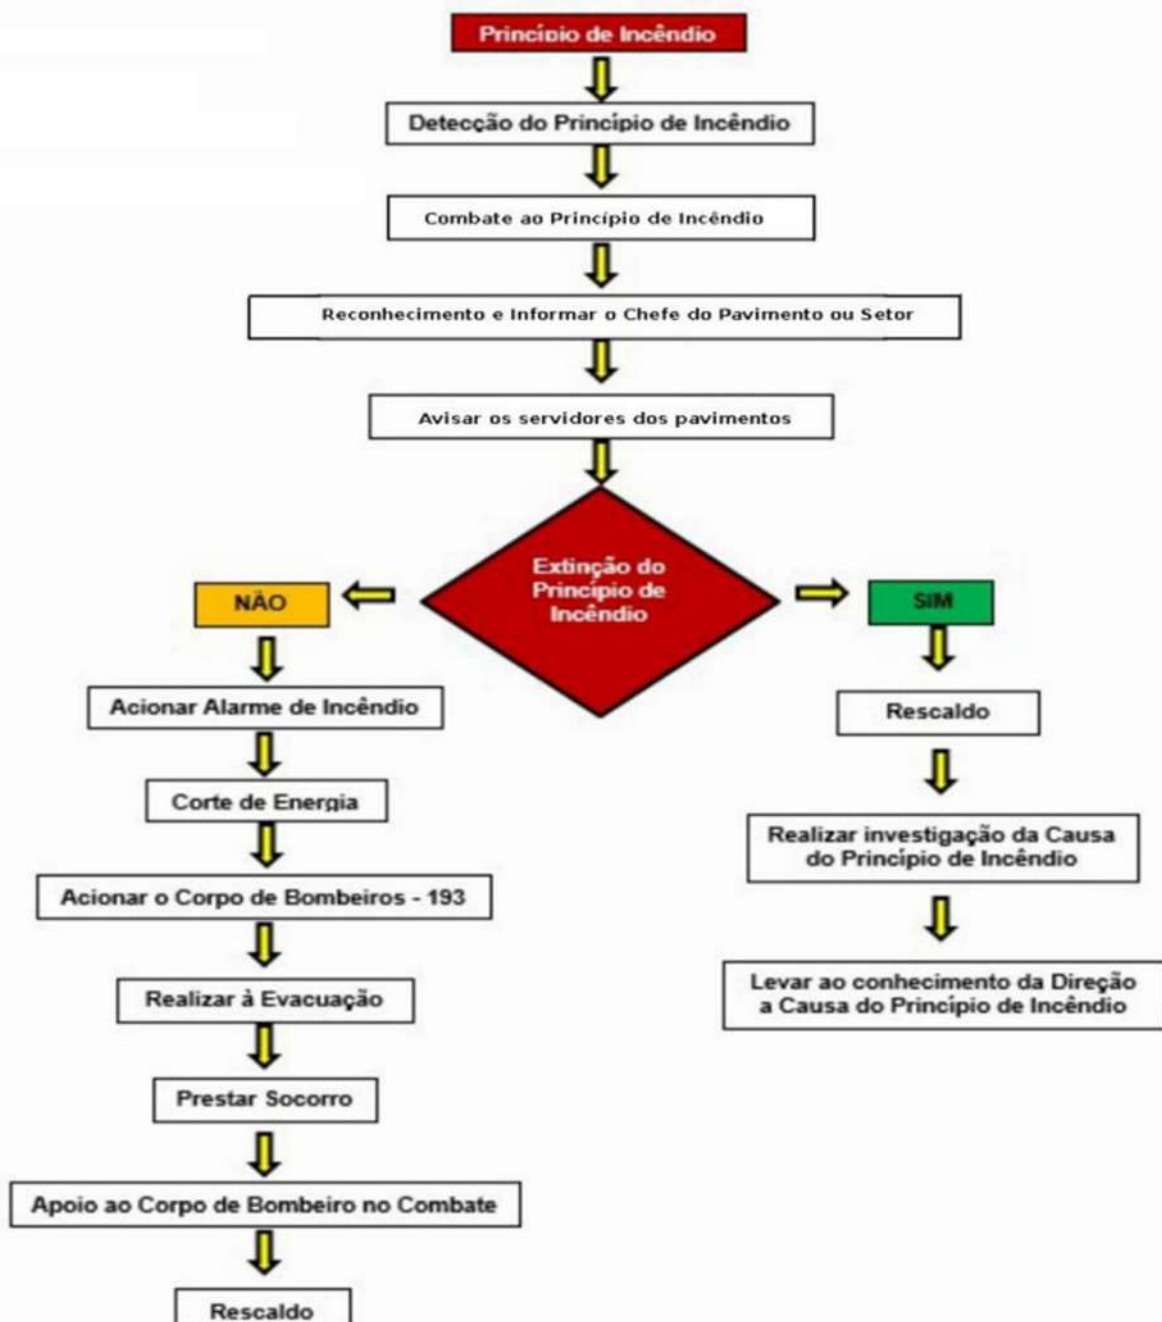 Princípio de Incêndio
Detecção do Princípio de Incêndio
Combate ao Princípio de Incêndio
Reconhecimento e Informar o Chefe do Pavimento ou Setor
Avisar os servidores dos pavimentos
Extinção do
Princípio de
Incêndio
NÃO
Acionar Alarme de Incêndio
Corte de Energia
Acionar o Corpo de Bombeiros - 193
Realizar à Evacuação
Prestar Socorro
Apoio ao Corpo de Bombeiro no Combate
Rescaldo
SIM
Rescaldo
Realizar investigação da Causa
do Princípio de Incêndio
Levar ao conhecimento da Direção
a Causa do Princípio de Incêndio